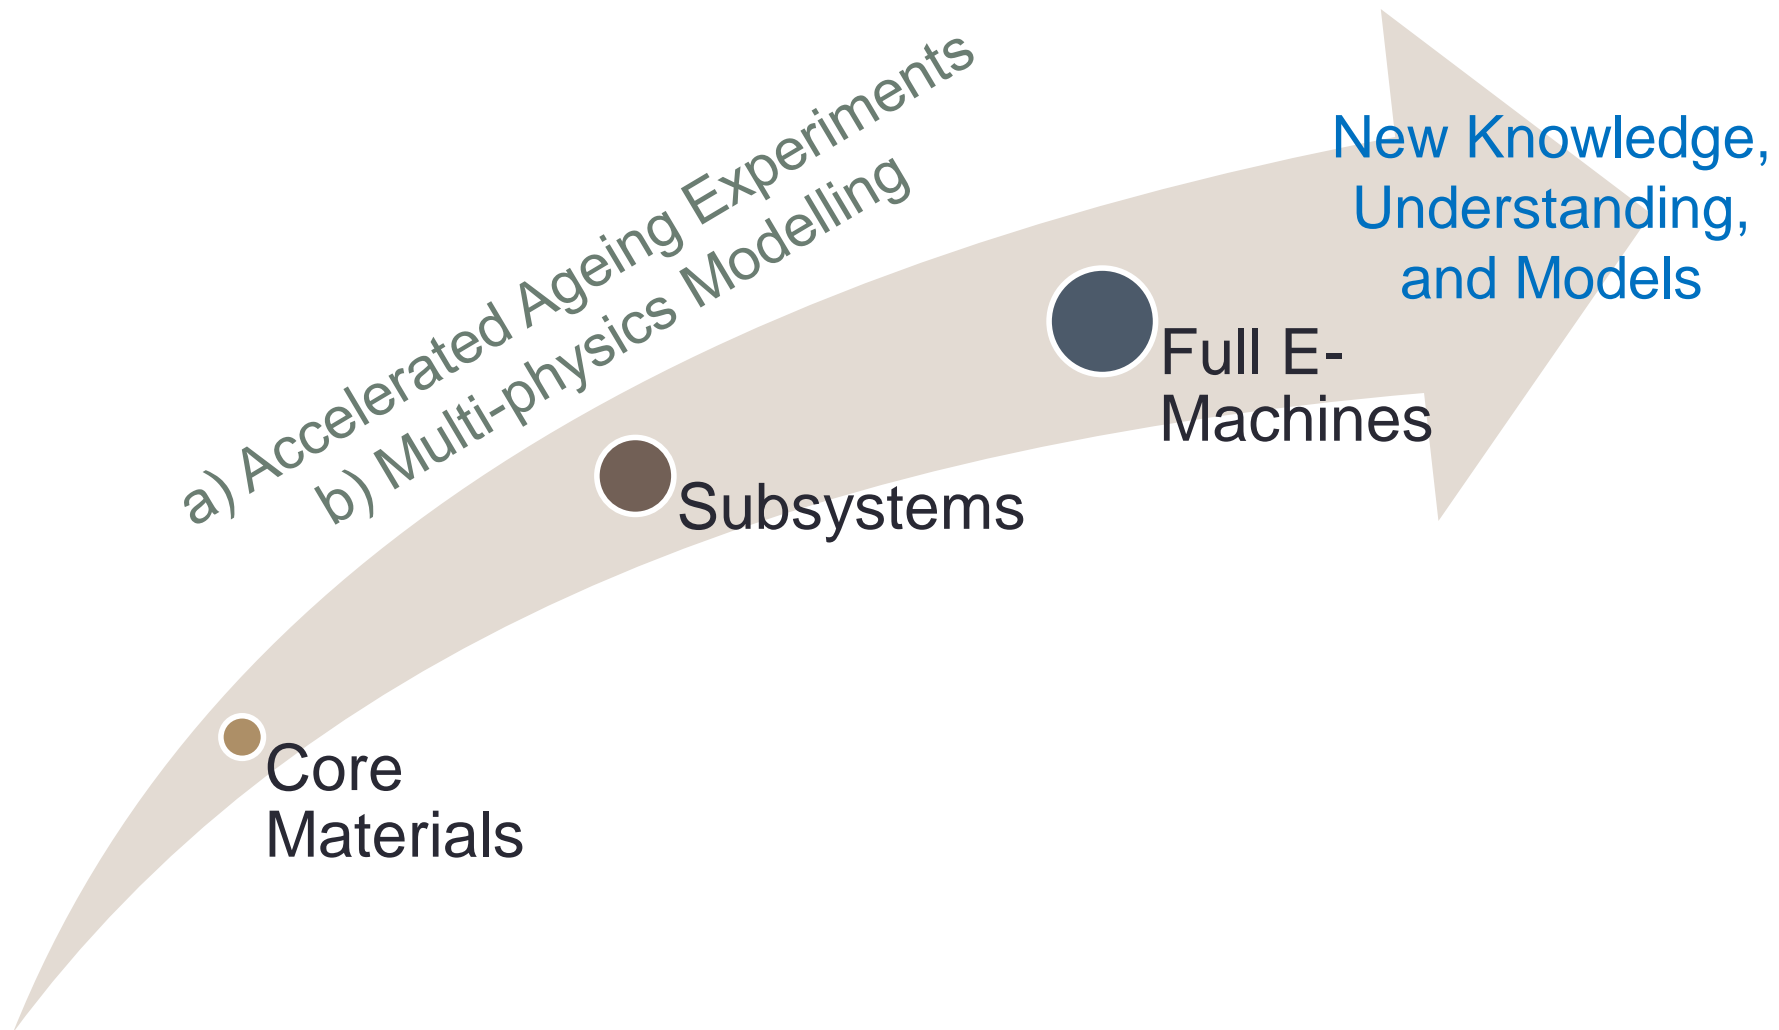 a) Accelerated Ageing Experiments
b) Multi-physics Modelling
New Knowledge,
Understanding,
and Models
Full E-
Machines
Subsystems
Core
Materials